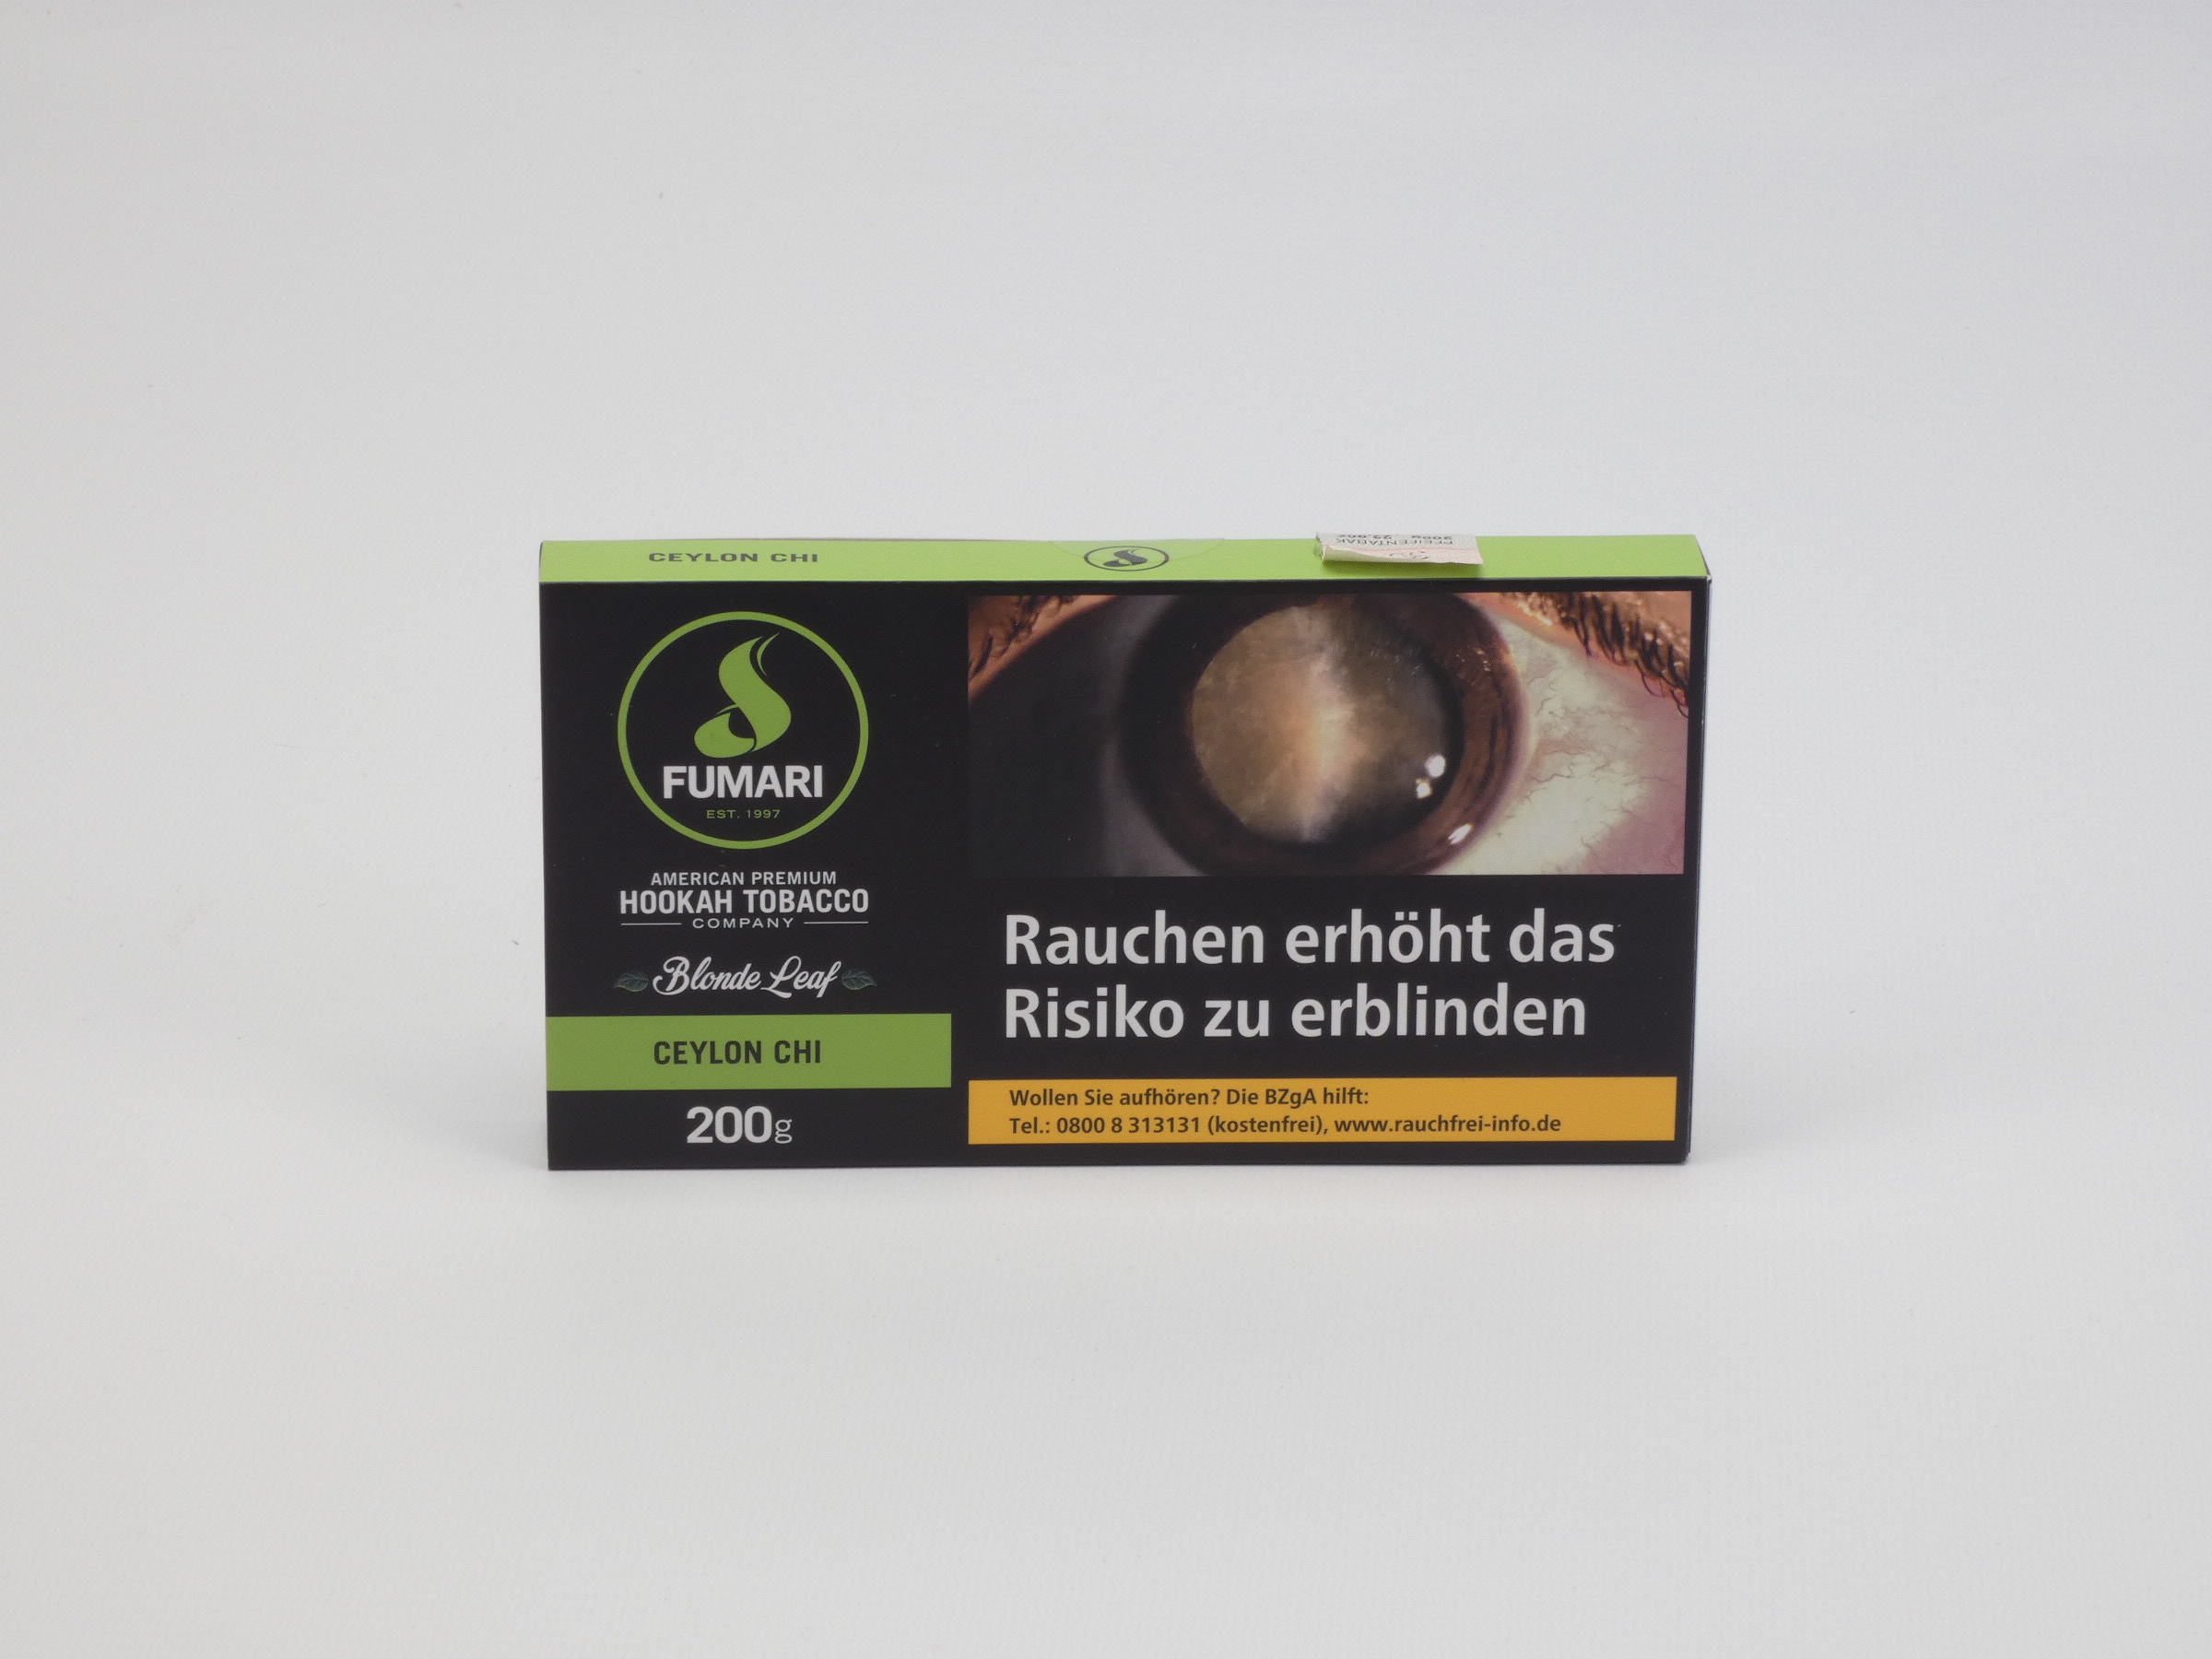 CEYLON CHI
PFEIFENTABAK
FUMARI
EST. 1997
AMERICAN PREMIUM
HOOKAH TOBACCO
COMPANY
Blonde Leaf
CEYLON CHI
200g
Rauchen erhöht das
Risiko zu erblinden
Wollen Sie aufhören? Die BZgA hilft:
Tel.: 0800 8 313131 (kostenfrei), www.rauchfrei-info.de